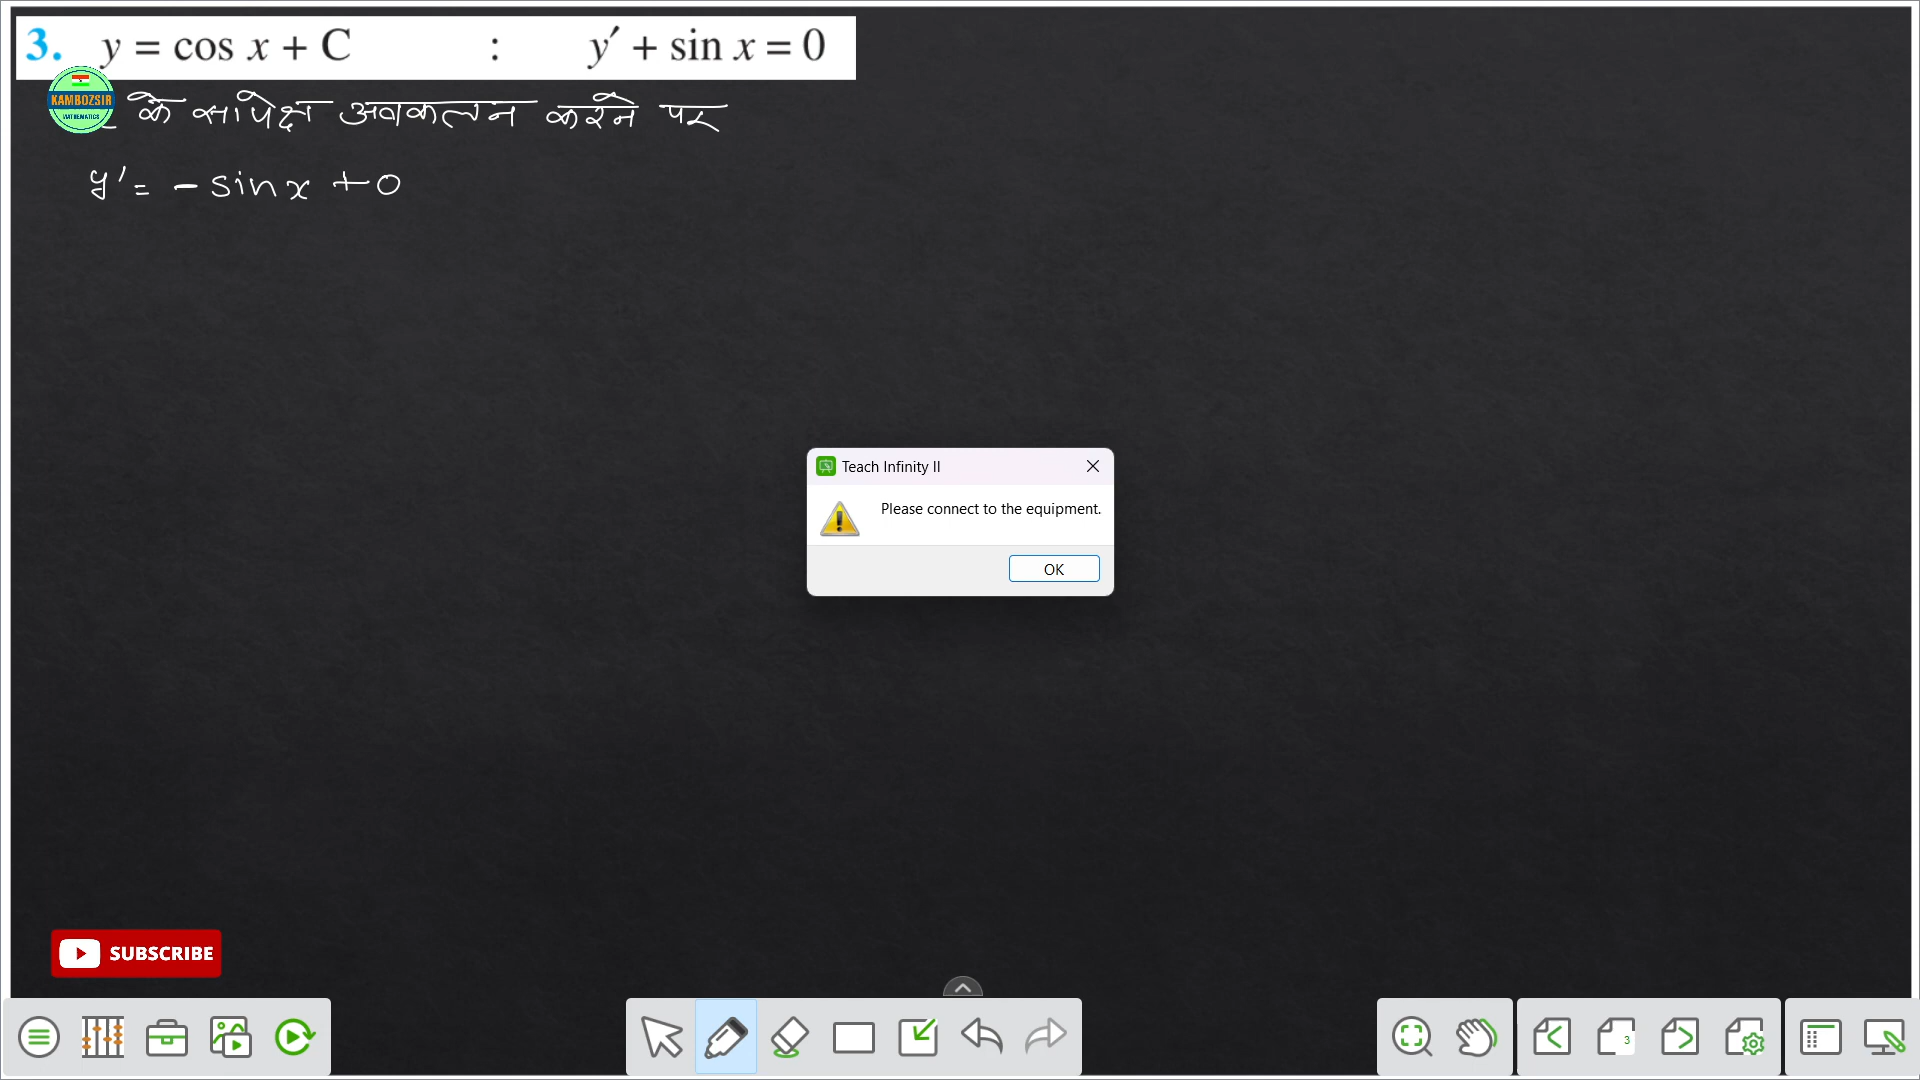 3. y = cos x + C : y′ + sin x = 0
KAMBOZSIR
MATHEMATICS
के सापेक्ष अवकलन करने पर
y' = - sin x + 0
Teach Infinity II
Please connect to the equipment.
OK
SUBSCRIBE
3